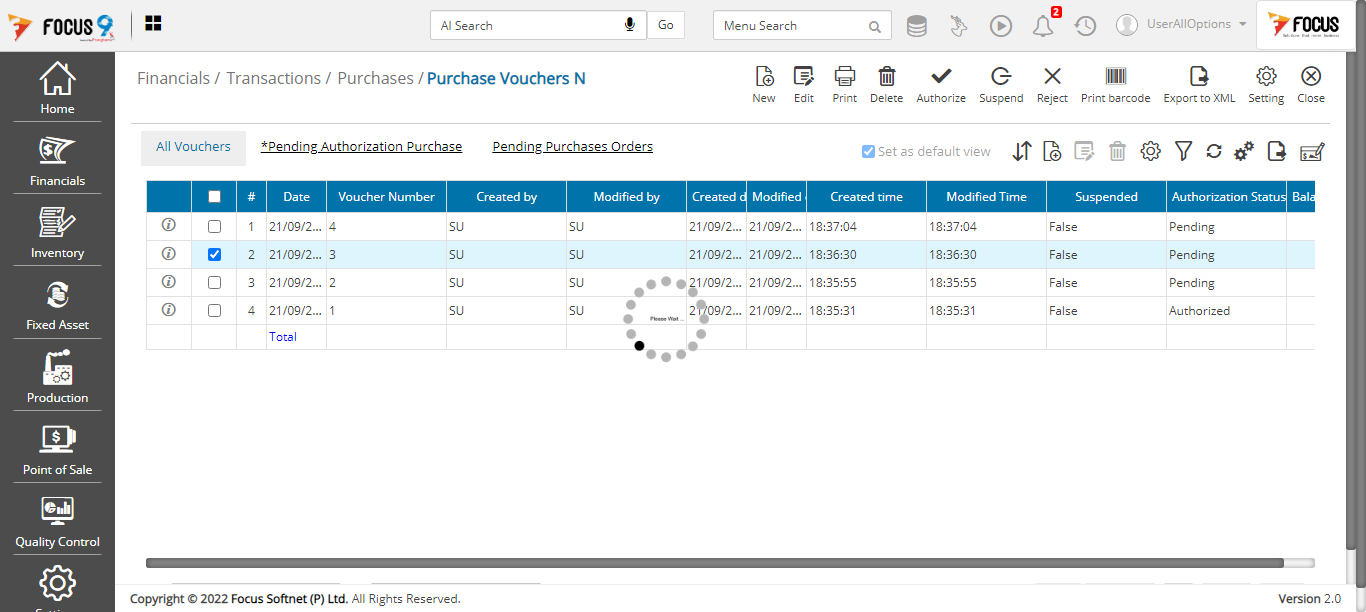 FOCUS 9
AI Search
Go
Menu Search
2
UserAllOptions
FOCUS
Home
Financials
Inventory
Fixed Asset
Production
Point of Sale
Quality Control
Financials / Transactions / Purchases / Purchase Vouchers N
New Edit Print Delete Authorize Suspend Reject Print barcode Export to XML Setting Close
All Vouchers *Pending Authorization Purchase Pending Purchases Orders Set as default view
# Date Voucher Number Created by Modified by Created d Modified Created time Modified Time Suspended Authorization Status Bala
1 21/09/2... 4 SU SU 21/09/2... 21/09/2... 18:37:04 18:37:04 False Pending
2 21/09/2... 3 SU SU 21/09/2... 21/09/2... 18:36:30 18:36:30 False Pending
3 21/09/2... 2 SU SU 21/09/2... 21/09/2... 18:35:55 18:35:55 False Pending
4 21/09/2... 1 SU SU 21/09/2... 21/09/2... 18:35:31 18:35:31 False Authorized
Please Wait ...
Total
Copyright © 2022 Focus Softnet (P) Ltd. All Rights Reserved.
Version 2.0